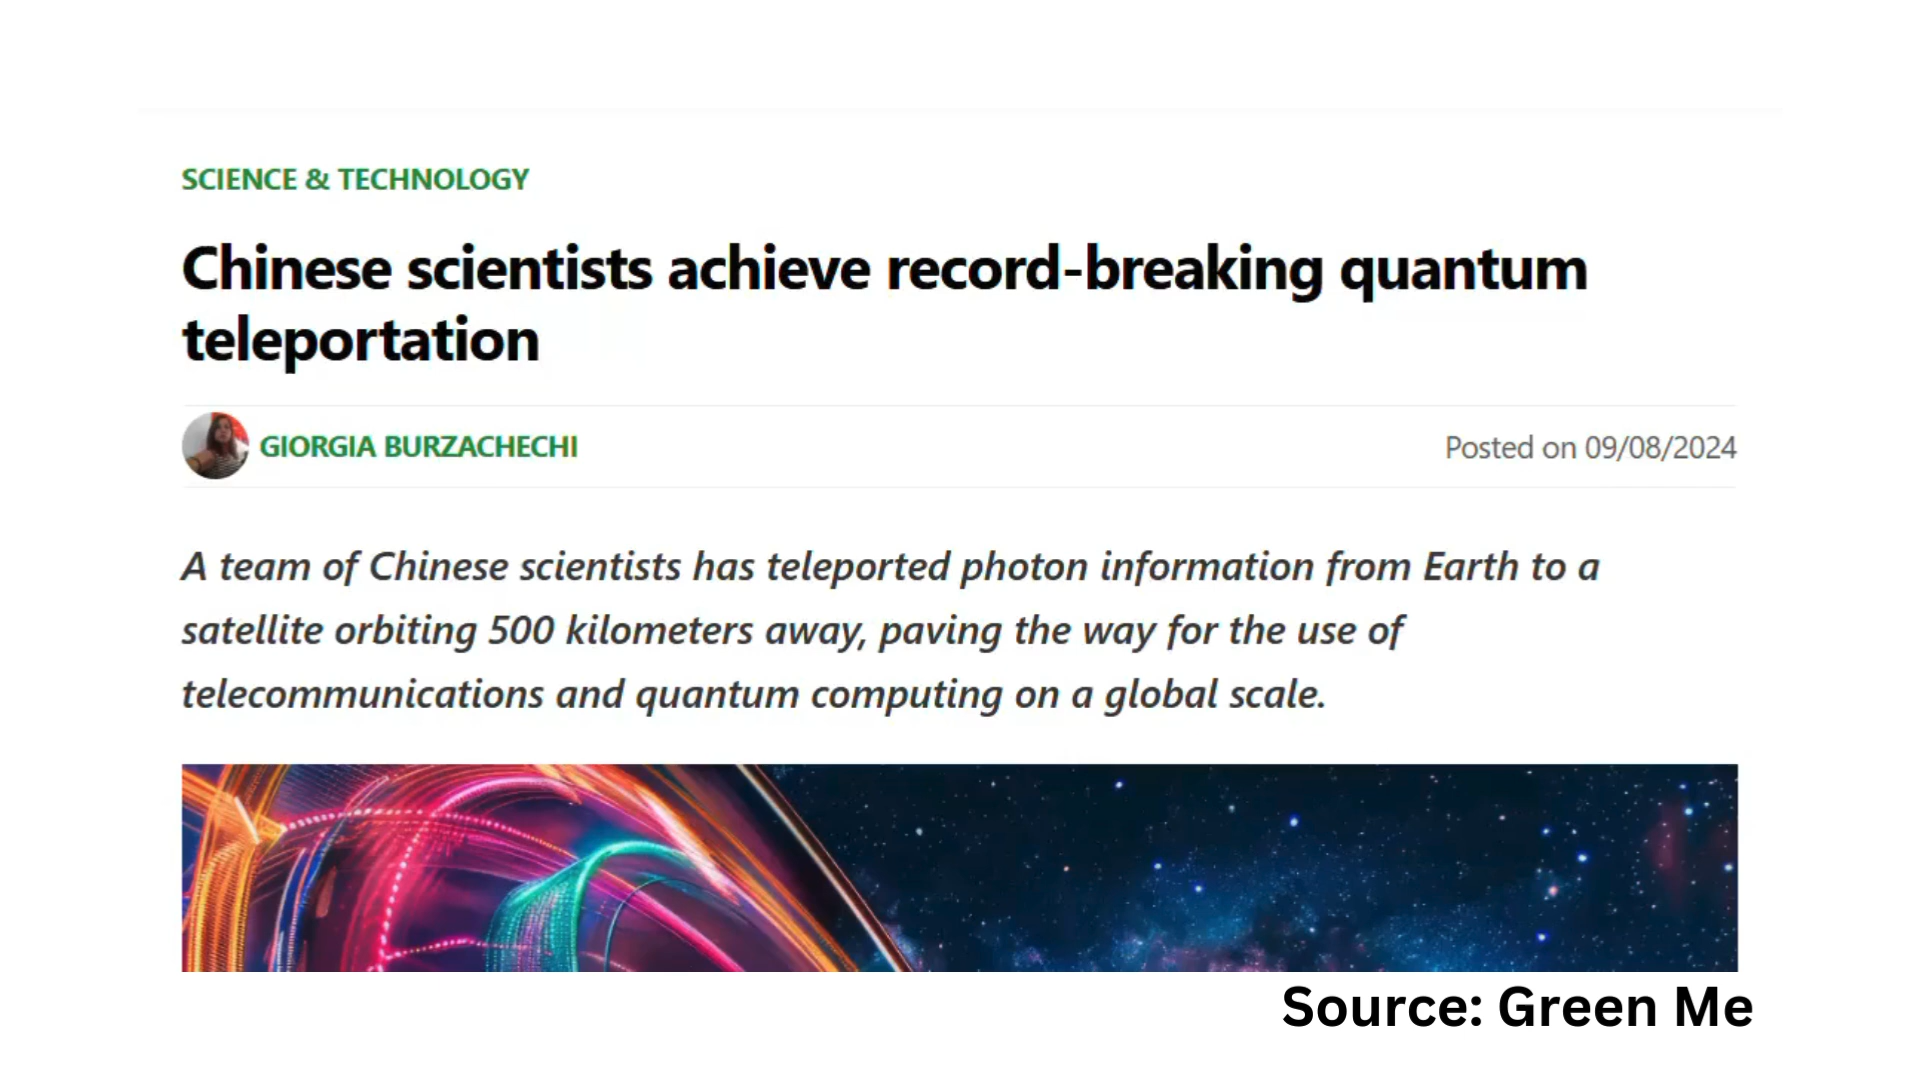 SCIENCE & TECHNOLOGY
Chinese scientists achieve record-breaking quantum
teleportation
GIORGIA BURZACHECHI
Posted on 09/08/2024
A team of Chinese scientists has teleported photon information from Earth to a
satellite orbiting 500 kilometers away, paving the way for the use of
telecommunications and quantum computing on a global scale.
Source: Green Me